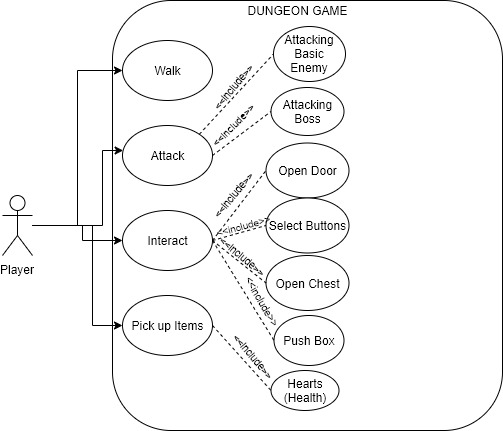 DUNGEON GAME
Walk
Attack
Interact
Pick up Items
Player
<<include>>
Attacking
Basic
Enemy
<<include>>
Attacking
Boss
<<include>>
Open Door
<<include>>
Select Buttons
<<include>>
Open Chest
<<include>>
Push Box
<<include>>
Hearts
(Health)